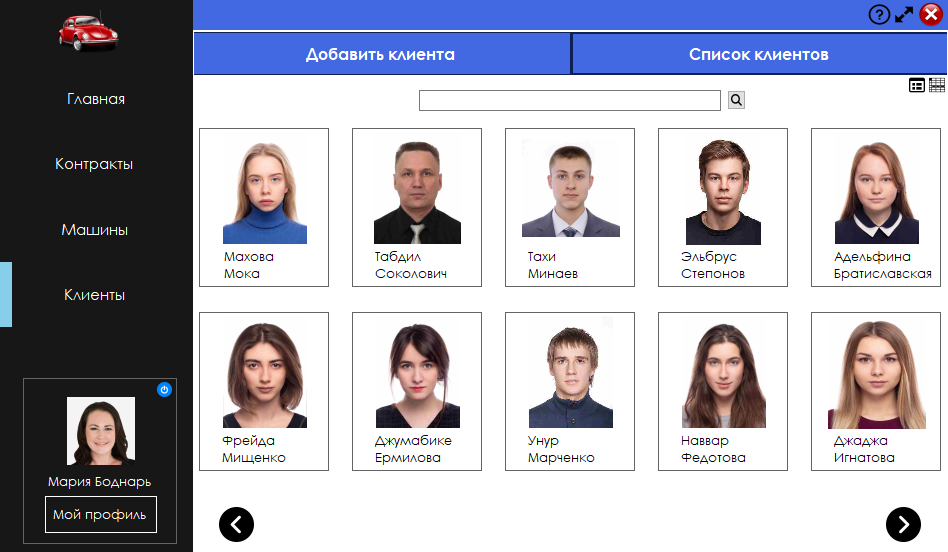 Добавить клиента
Список клиентов
Главная
Контракты
Машины
Клиенты
Махова
Мока
Табдил
Соколович
Тахи
Минаев
Эльбрус
Степонов
Адельфина
Братиславская
Фрейда
Мищенко
Джумабике
Ермилова
Унур
Марченко
Наввар
Федотова
Джаджа
Игнатова
Мария Боднарь
Мой профиль